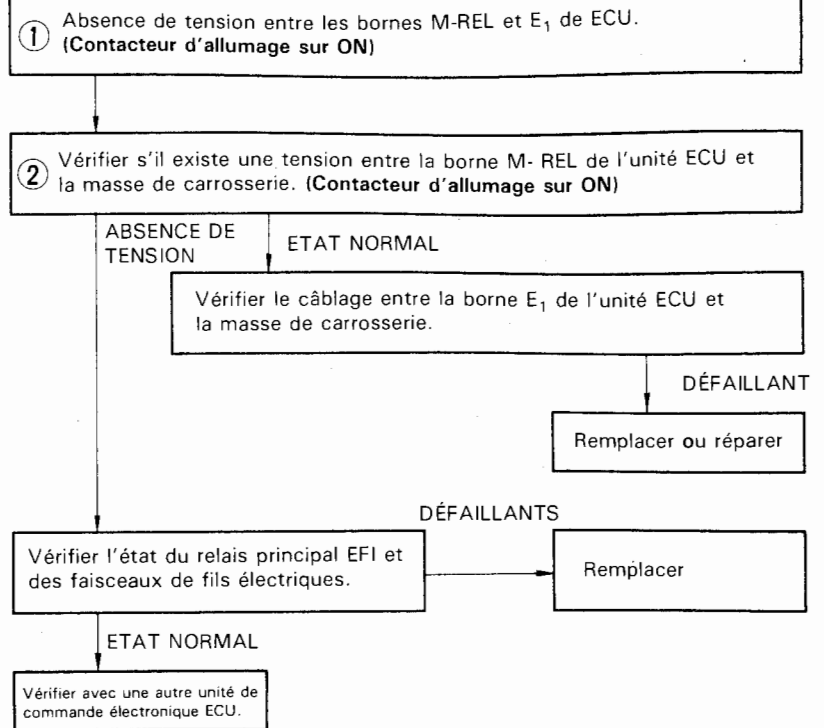 ① Absence de tension entre les bornes M-REL et E₁ de ECU.
(Contacteur d'allumage sur ON)
② Vérifier s'il existe une tension entre la borne M- REL de l'unité ECU et
la masse de carrosserie. (Contacteur d'allumage sur ON)
ABSENCE DE
TENSION
ETAT NORMAL
Vérifier le câblage entre la borne E₁ de l'unité ECU et
la masse de carrosserie.
DÉFAILLANT
Remplacer ou réparer
DÉFAILLANTS
Vérifier l'état du relais principal EFI et
des faisceaux de fils électriques.
Remplacer
ETAT NORMAL
Vérifier avec une autre unité de
commande électronique ECU.